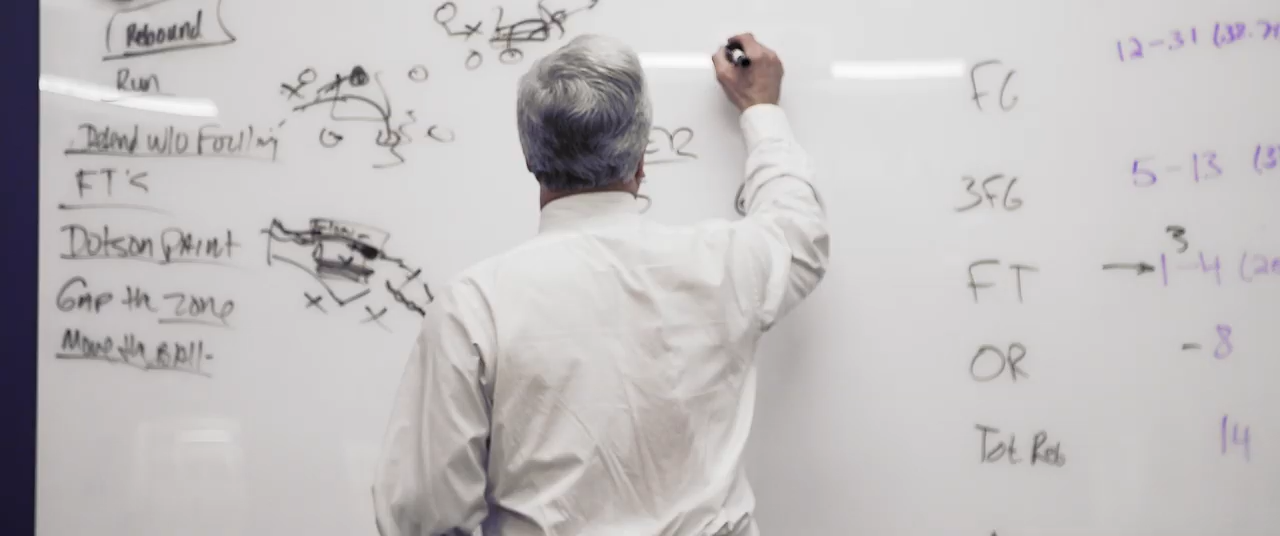 Rebound
Run
Defend w/o Fouling
FT's
Dotson paint
Gap the zone
Move the ball-
FG 12-31
3FG 5-13
3
FT → 1-4
OR - 8
Tot Reb 14